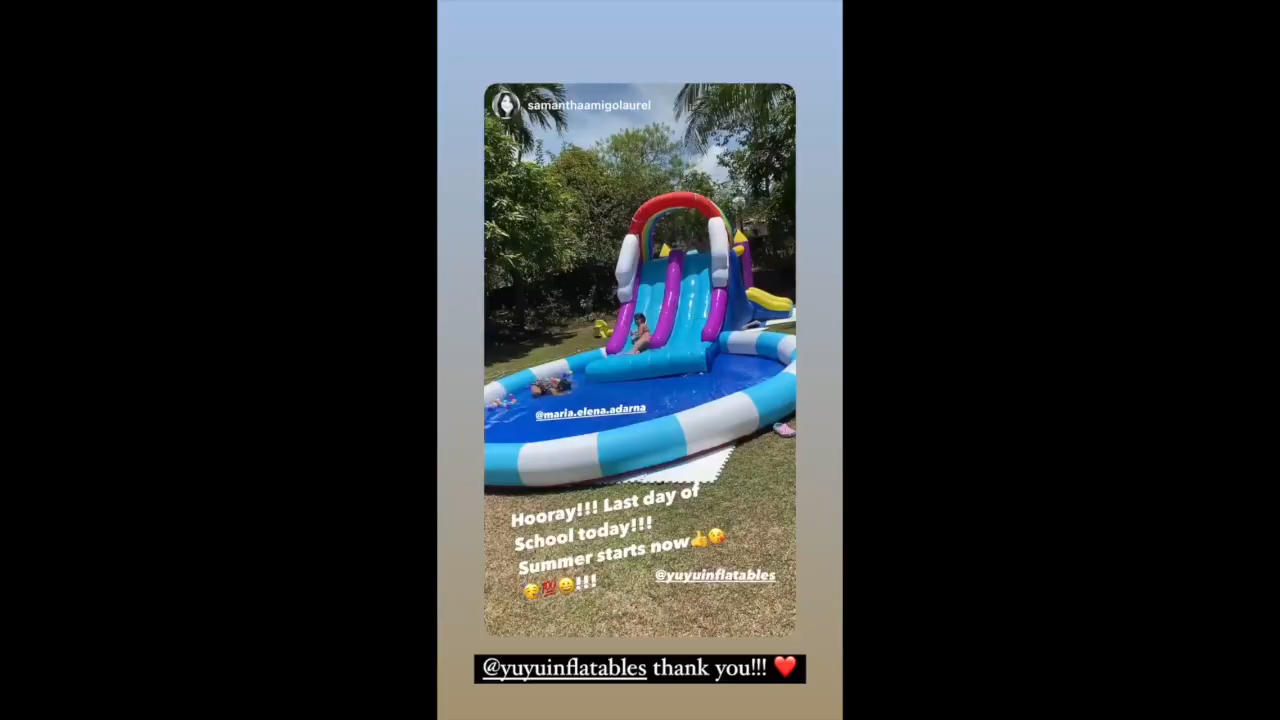 samanthaamigolaurel
@maria.elena.adarna
Hooray!!! Last day of
School today!!!
Summer starts now👍😘
🥳💯🙂!!!
@yuyuinflatables
@yuyuinflatables thank you!!! ❤️